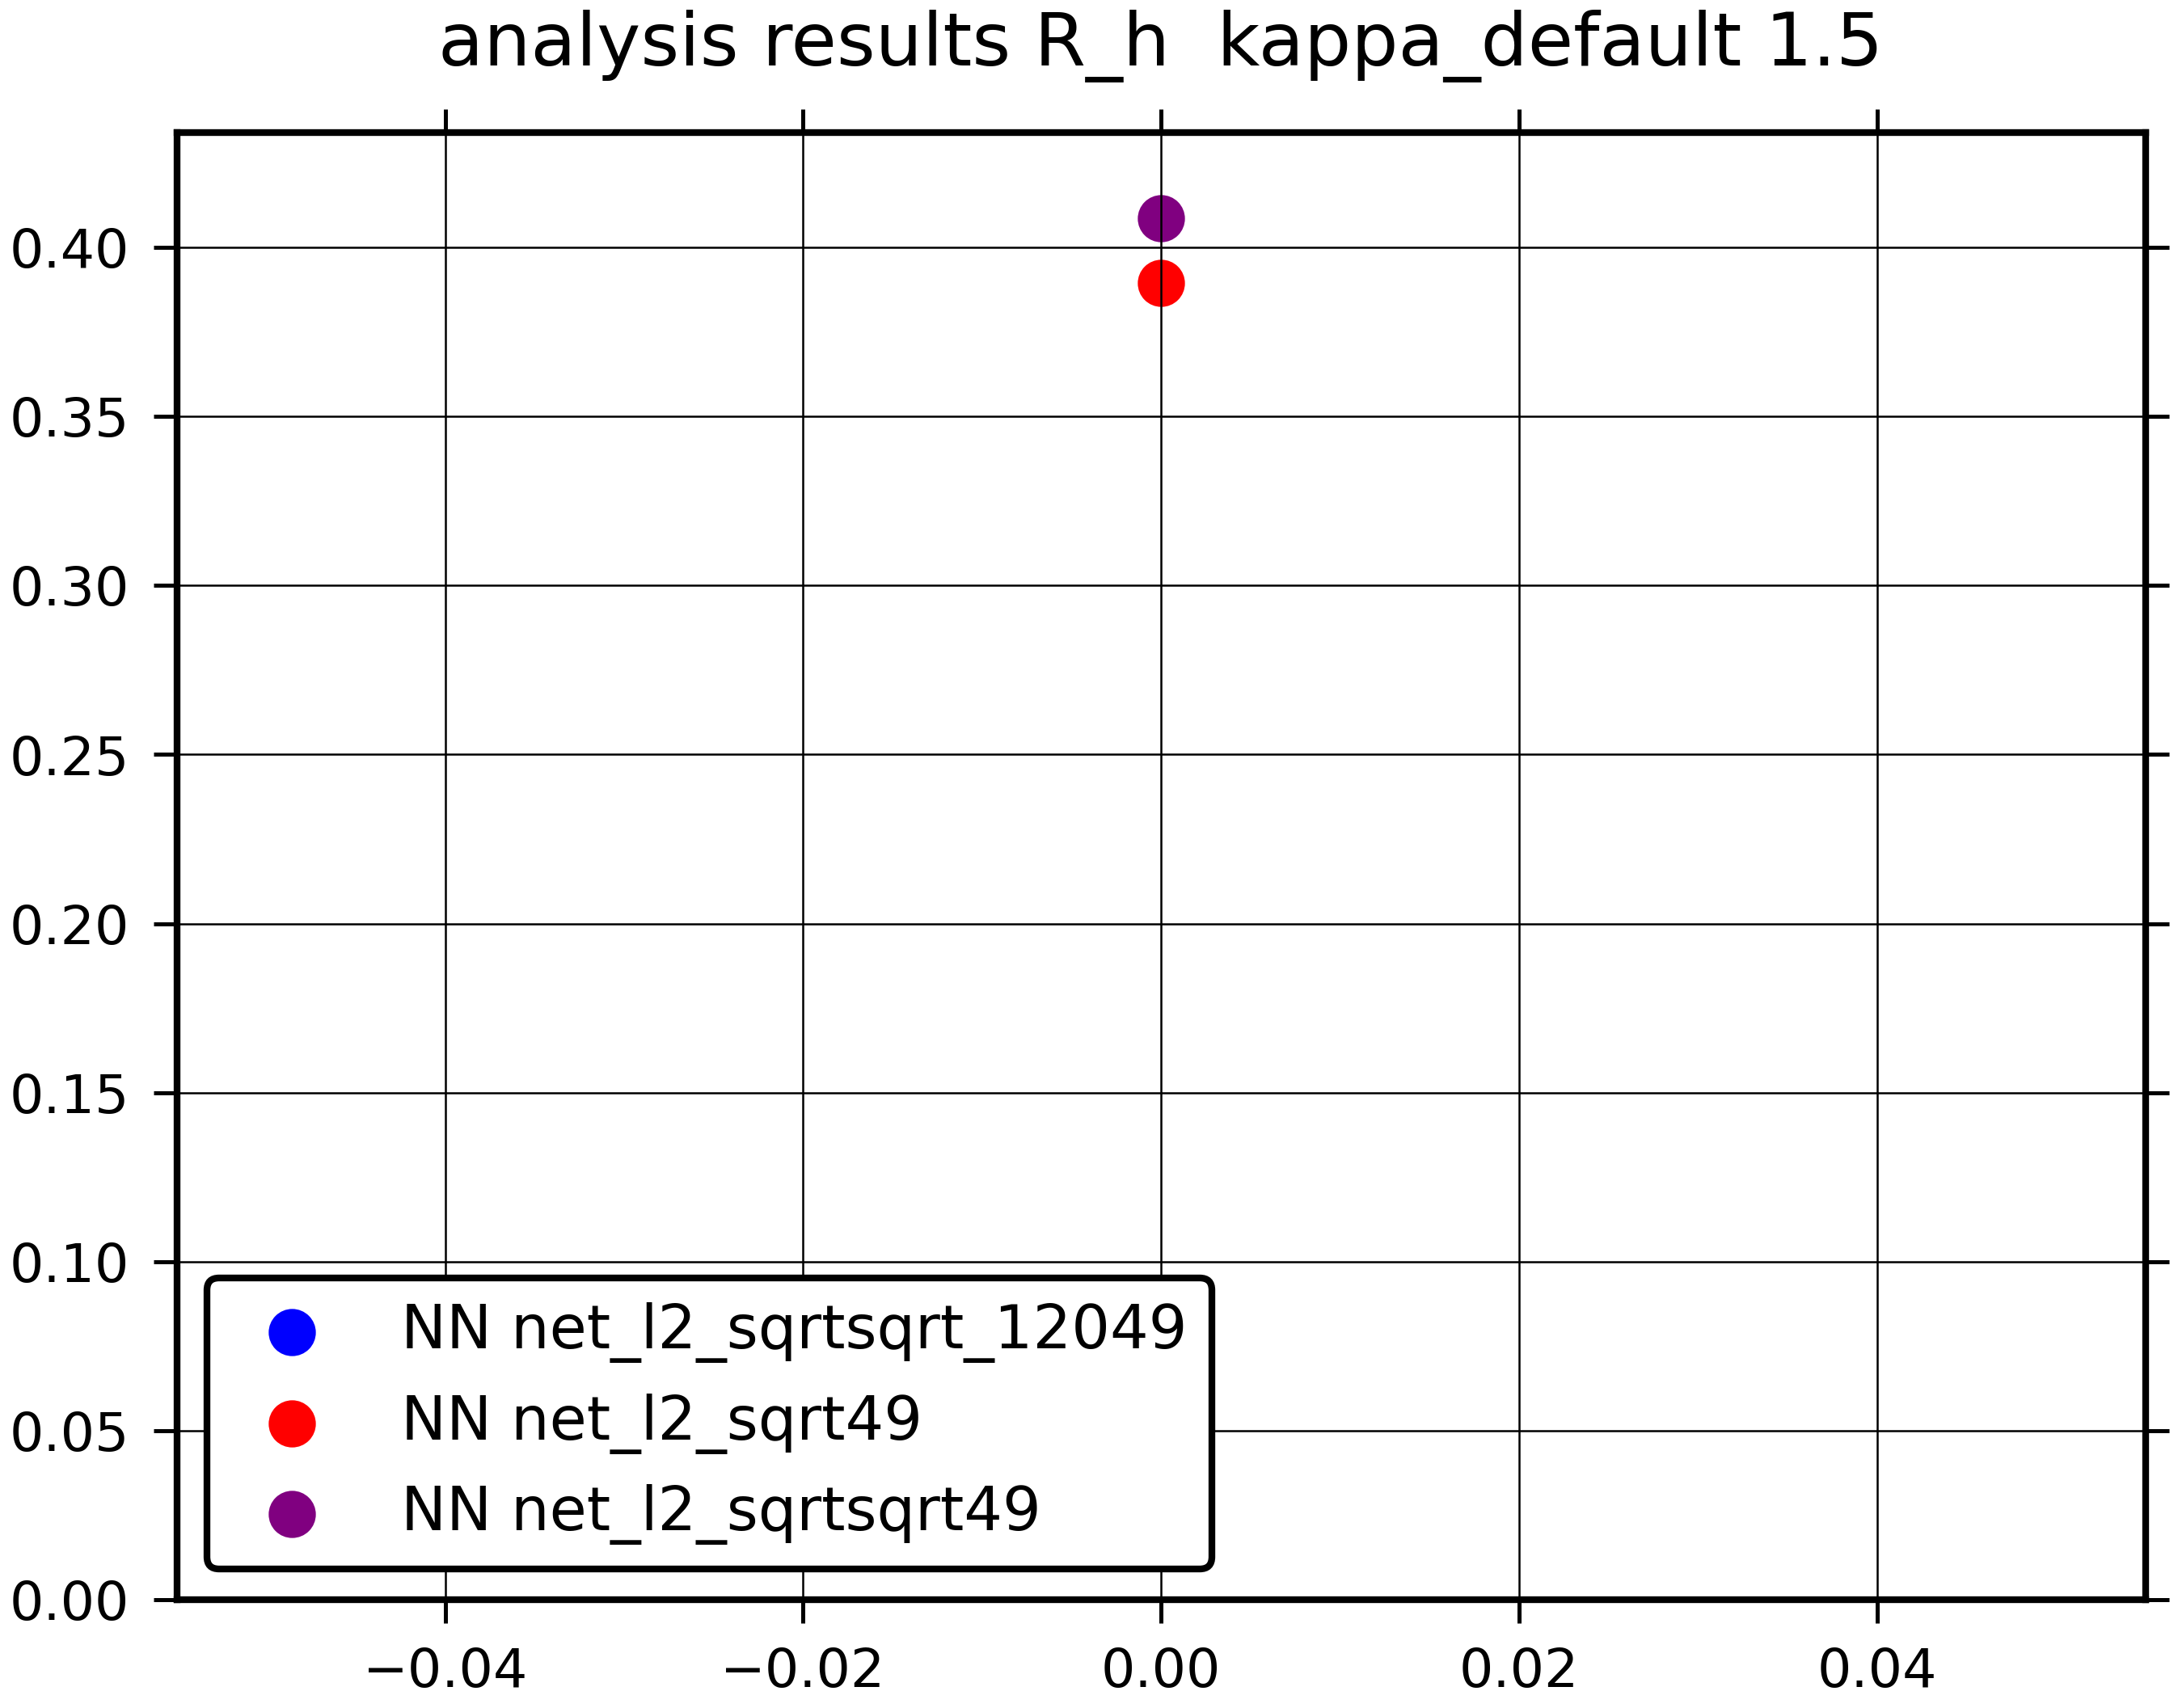 analysis results R_h  kappa_default 1.5
0.40
0.35
0.30
0.25
0.20
0.15
0.10
0.05
0.00
NN net_l2_sqrtsqrt_12049
NN net_l2_sqrt49
NN net_l2_sqrtsqrt49
−0.04 −0.02 0.00 0.02 0.04